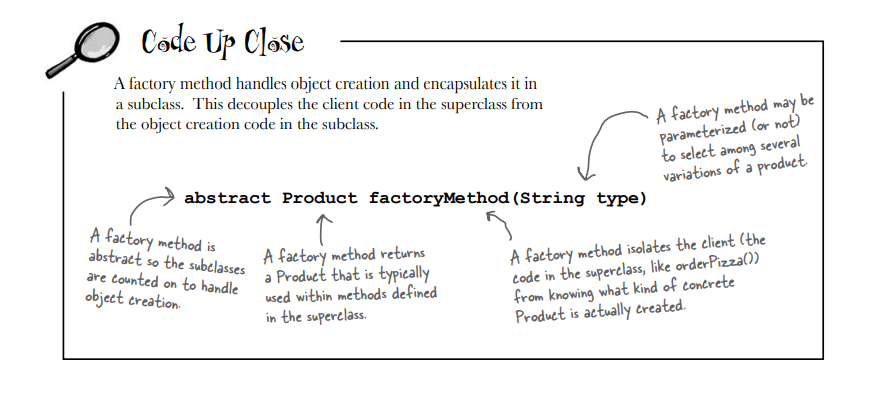 Code Up Close
A factory method handles object creation and encapsulates it in
a subclass. This decouples the client code in the superclass from
the object creation code in the subclass.
A factory method may be
parameterized (or not)
to select among several
variations of a product.
abstract Product factoryMethod(String type)
A factory method is
abstract so the subclasses
are counted on to handle
object creation.
A factory method returns
a Product that is typically
used within methods defined
in the superclass.
A factory method isolates the client (the
code in the superclass, like orderPizza())
from knowing what kind of concrete
Product is actually created.